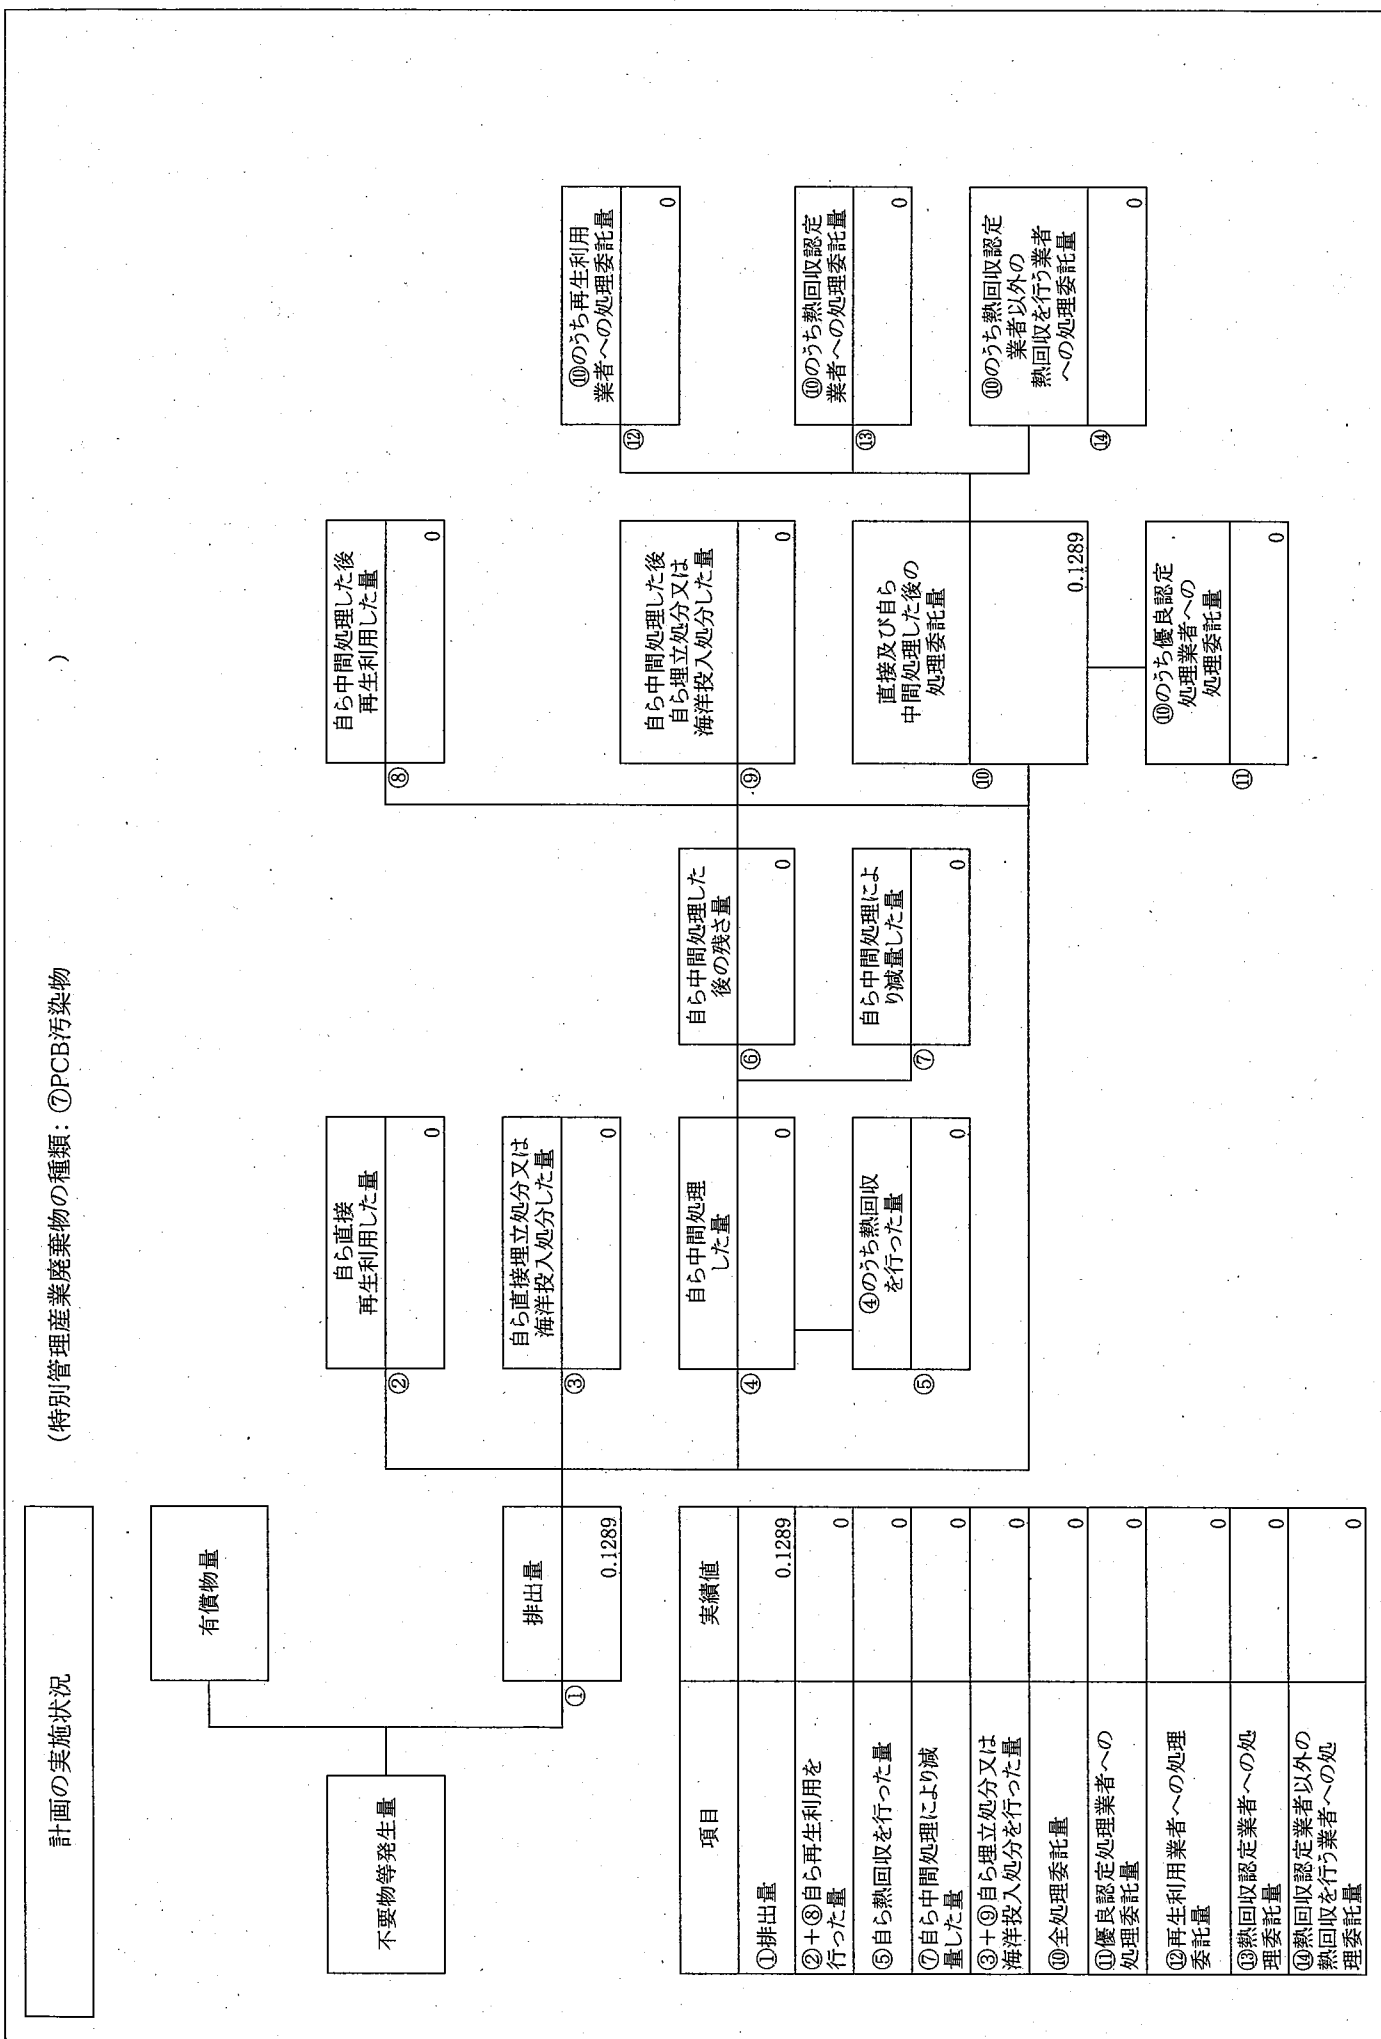 計画の実施状況
(特別管理産業廃棄物の種類：⑦PCB汚染物 )
不要物等発生量
有償物量
①
排出量
0.1289
②
自ら直接
再生利用した量
0
③
自ら直接埋立処分又は
海洋投入処分した量
0
④
自ら中間処理
した量
0
⑤
④のうち熱回収
を行った量
0
⑥
自ら中間処理した
後の残さ量
0
⑦
自ら中間処理によ
り減量した量
0
⑧
自ら中間処理した後
再生利用した量
0
⑨
自ら中間処理した後
自ら埋立処分又は
海洋投入処分した量
0
⑩
直接及び自ら
中間処理した後の
処理委託量
0.1289
⑪
⑩のうち優良認定
処理業者への
処理委託量
0
⑫
⑩のうち再生利用
業者への処理委託量
0
⑬
⑩のうち熱回収認定
業者への処理委託量
0
⑭
⑩のうち熱回収認定
業者以外の
熱回収を行う業者
への処理委託量
0
項目 実績値
①排出量 0.1289
②+⑧自ら再生利用を
行った量 0
⑤自ら熱回収を行った量 0
⑦自ら中間処理により減
量した量 0
③+⑨自ら埋立処分又は
海洋投入処分を行った量 0
⑩全処理委託量 0
⑪優良認定処理業者への
処理委託量 0
⑫再生利用業者への処理
委託量 0
⑬熱回収認定業者への処
理委託量 0
⑭熱回収認定業者以外の
熱回収を行う業者への処
理委託量 0